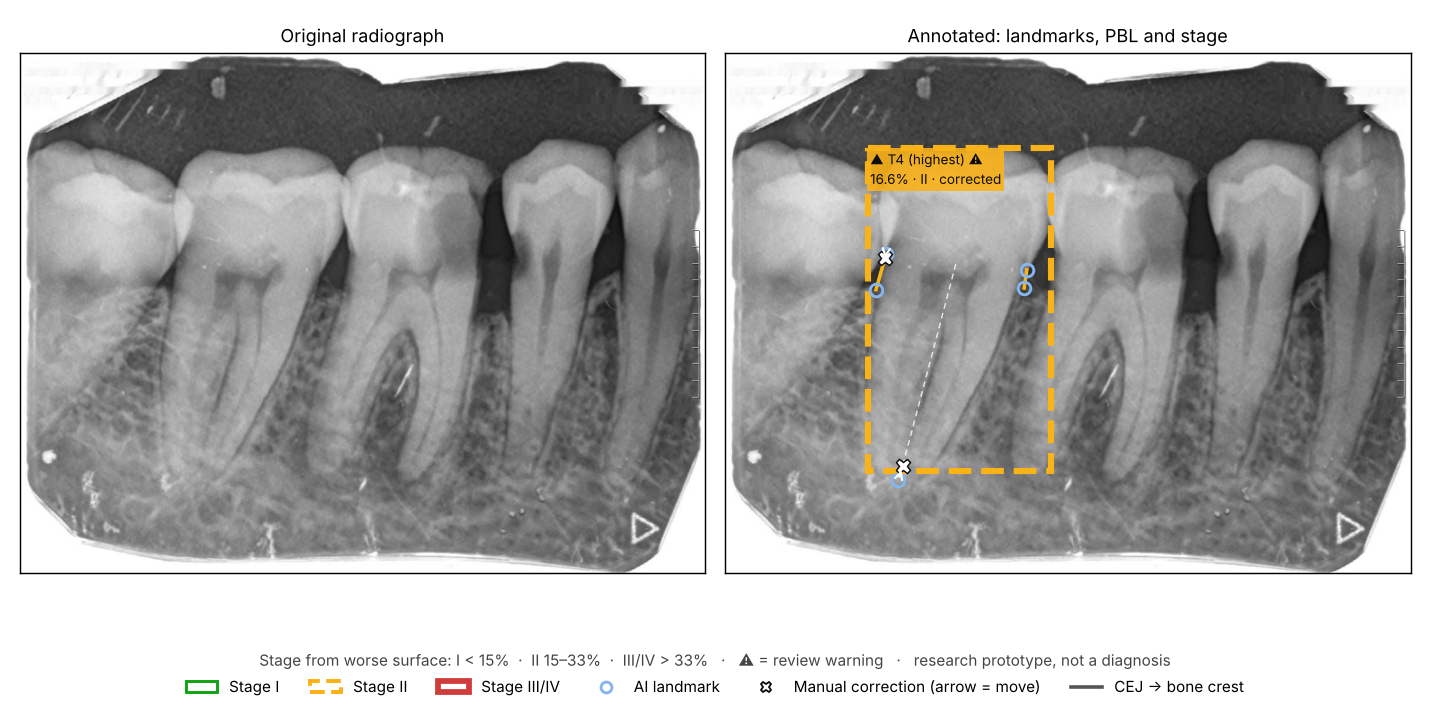 Original radiograph
Annotated: landmarks, PBL and stage
▲ T4 (highest) ⚠
16.6% · II · corrected
Stage from worse surface: I < 15% · II 15–33% · III/IV > 33% · ⚠ = review warning · research prototype, not a diagnosis
Stage I
Stage II
Stage III/IV
AI landmark
Manual correction (arrow = move)
CEJ → bone crest